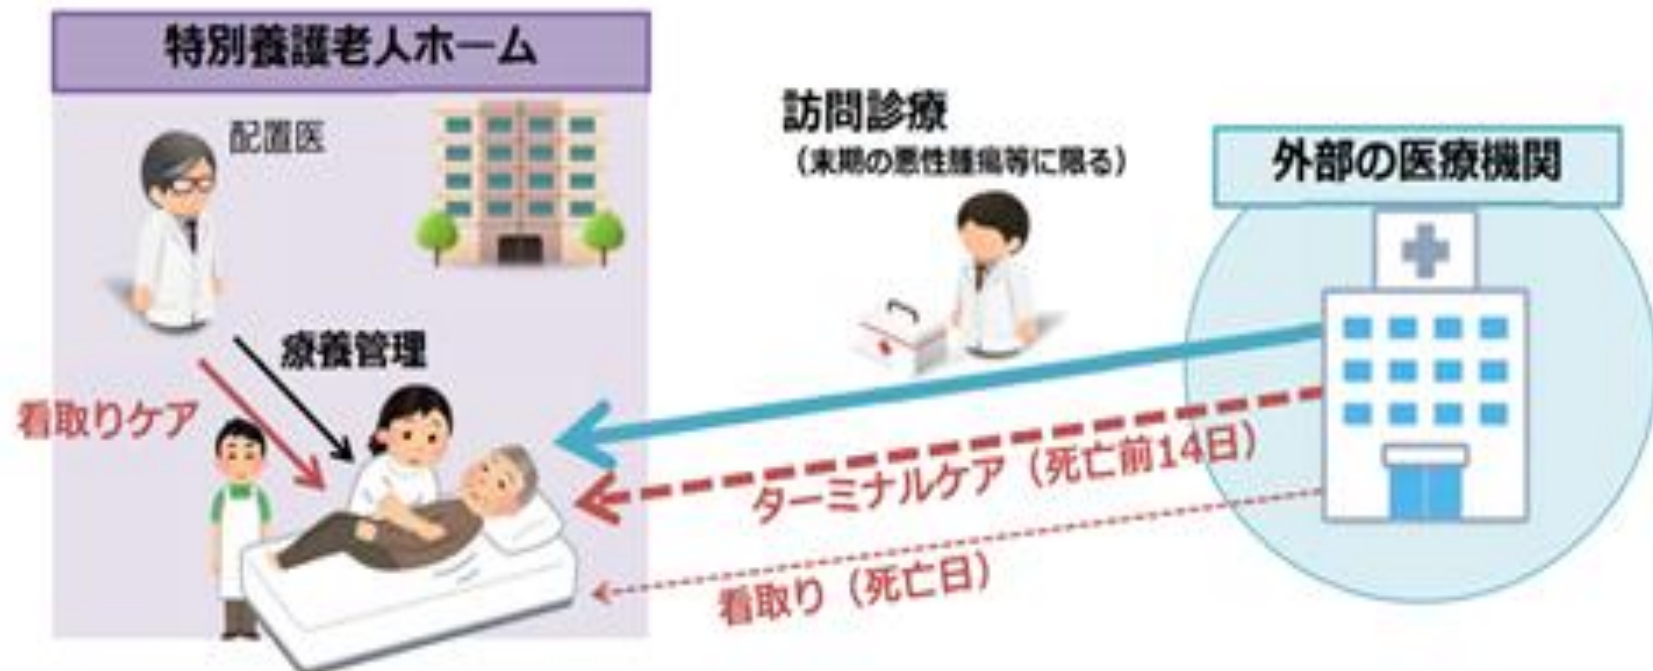 特別養護老人ホーム
配置医
療養管理
看取りケア
訪問診療
（末期の悪性腫瘍等に限る）
外部の医療機関
ターミナルケア（死亡前14日）
看取り（死亡日）